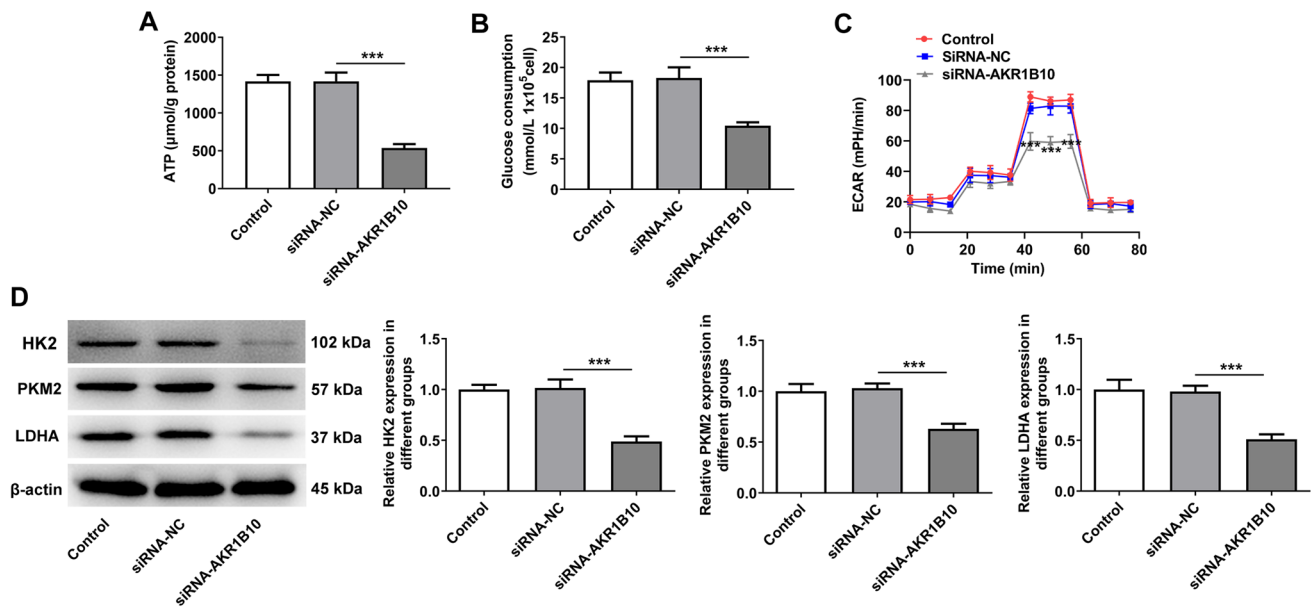 A
ATP (μmol/g protein)
2000
1500
1000
500
0
***
Control
siRNA-NC
siRNA-AKR1B10
B
Glucose consumption
(mmol/L 1x10⁵cell)
25
20
15
10
5
0
***
Control
siRNA-NC
siRNA-AKR1B10
C
Control
SiRNA-NC
siRNA-AKR1B10
ECAR (mPH/min)
100
80
60
40
20
0
*** *** ***
0 20 40 60 80
Time (min)
D
HK2
102 kDa
PKM2
57 kDa
LDHA
37 kDa
β-actin
45 kDa
Control
siRNA-NC
siRNA-AKR1B10
Relative HK2 expression in
different groups
1.5
1.0
0.5
0.0
***
Control
siRNA-NC
siRNA-AKR1B10
Relative PKM2 expression in
different groups
1.5
1.0
0.5
0.0
***
Control
siRNA-NC
siRNA-AKR1B10
Relative LDHA expression in
different groups
1.5
1.0
0.5
0.0
***
Control
siRNA-NC
siRNA-AKR1B10